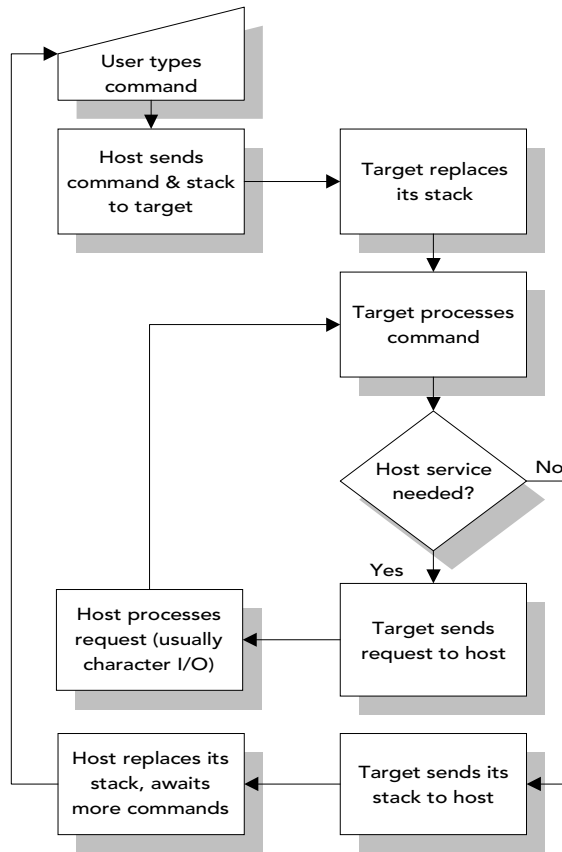 User types
command
Host sends
command & stack
to target
Target replaces
its stack
Target processes
command
Host service
needed?
No
Yes
Target sends
request to host
Host processes
request (usually
character I/O)
Target sends its
stack to host
Host replaces its
stack, awaits
more commands